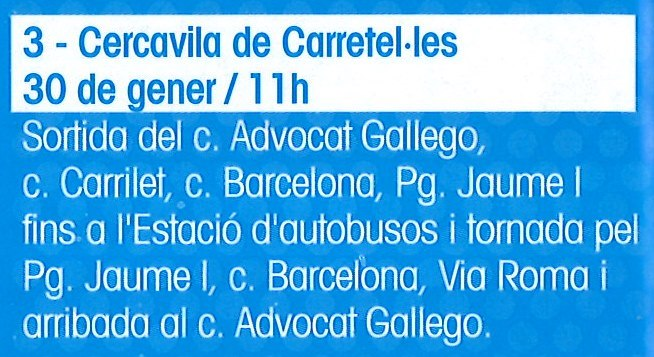 3 - Cercavila de Carretel·les
30 de gener / 11h
Sortida del c. Advocat Gallego,
c. Carrilet, c. Barcelona, Pg. Jaume I
fins a l'Estació d'autobusos i tornada pel
Pg. Jaume I, c. Barcelona, Via Roma i
arribada al c. Advocat Gallego.